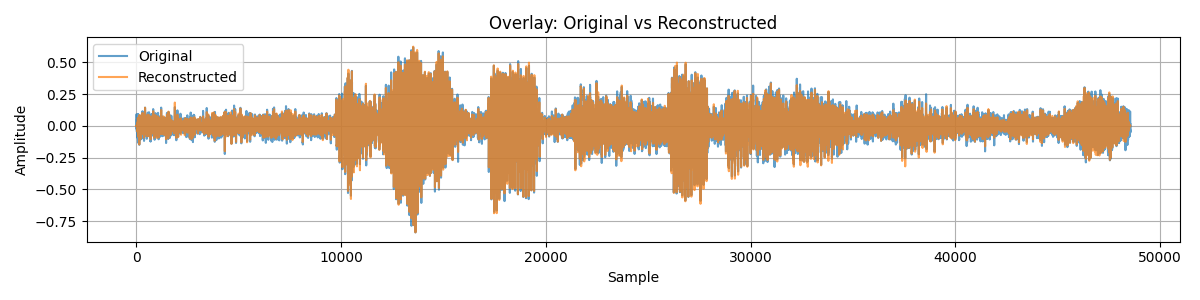 Overlay: Original vs Reconstructed
Original
Reconstructed
0.50
0.25
0.00
−0.25
−0.50
−0.75
Amplitude
0 10000 20000 30000 40000 50000
Sample